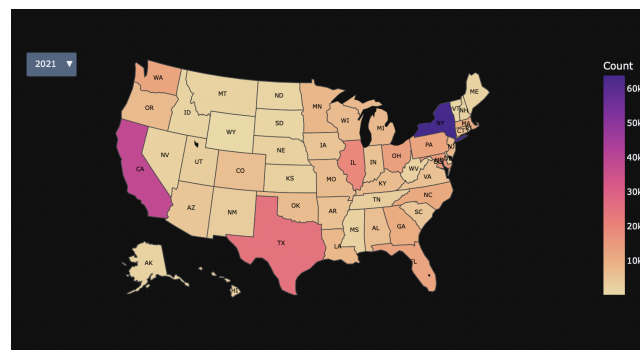 2021 ▼
Count
60k
50k
40k
30k
20k
10k
WA
MT
ND
MN
ME
OR
ID
SD
WI
MI
VT
NH
NY
MA
CT
WY
NE
IA
PA
NJ
NV
UT
CO
IL
IN
OH
WV
VA
CA
KS
MO
KY
AZ
NM
OK
AR
TN
NC
SC
TX
LA
MS
AL
GA
FL
AK
HI